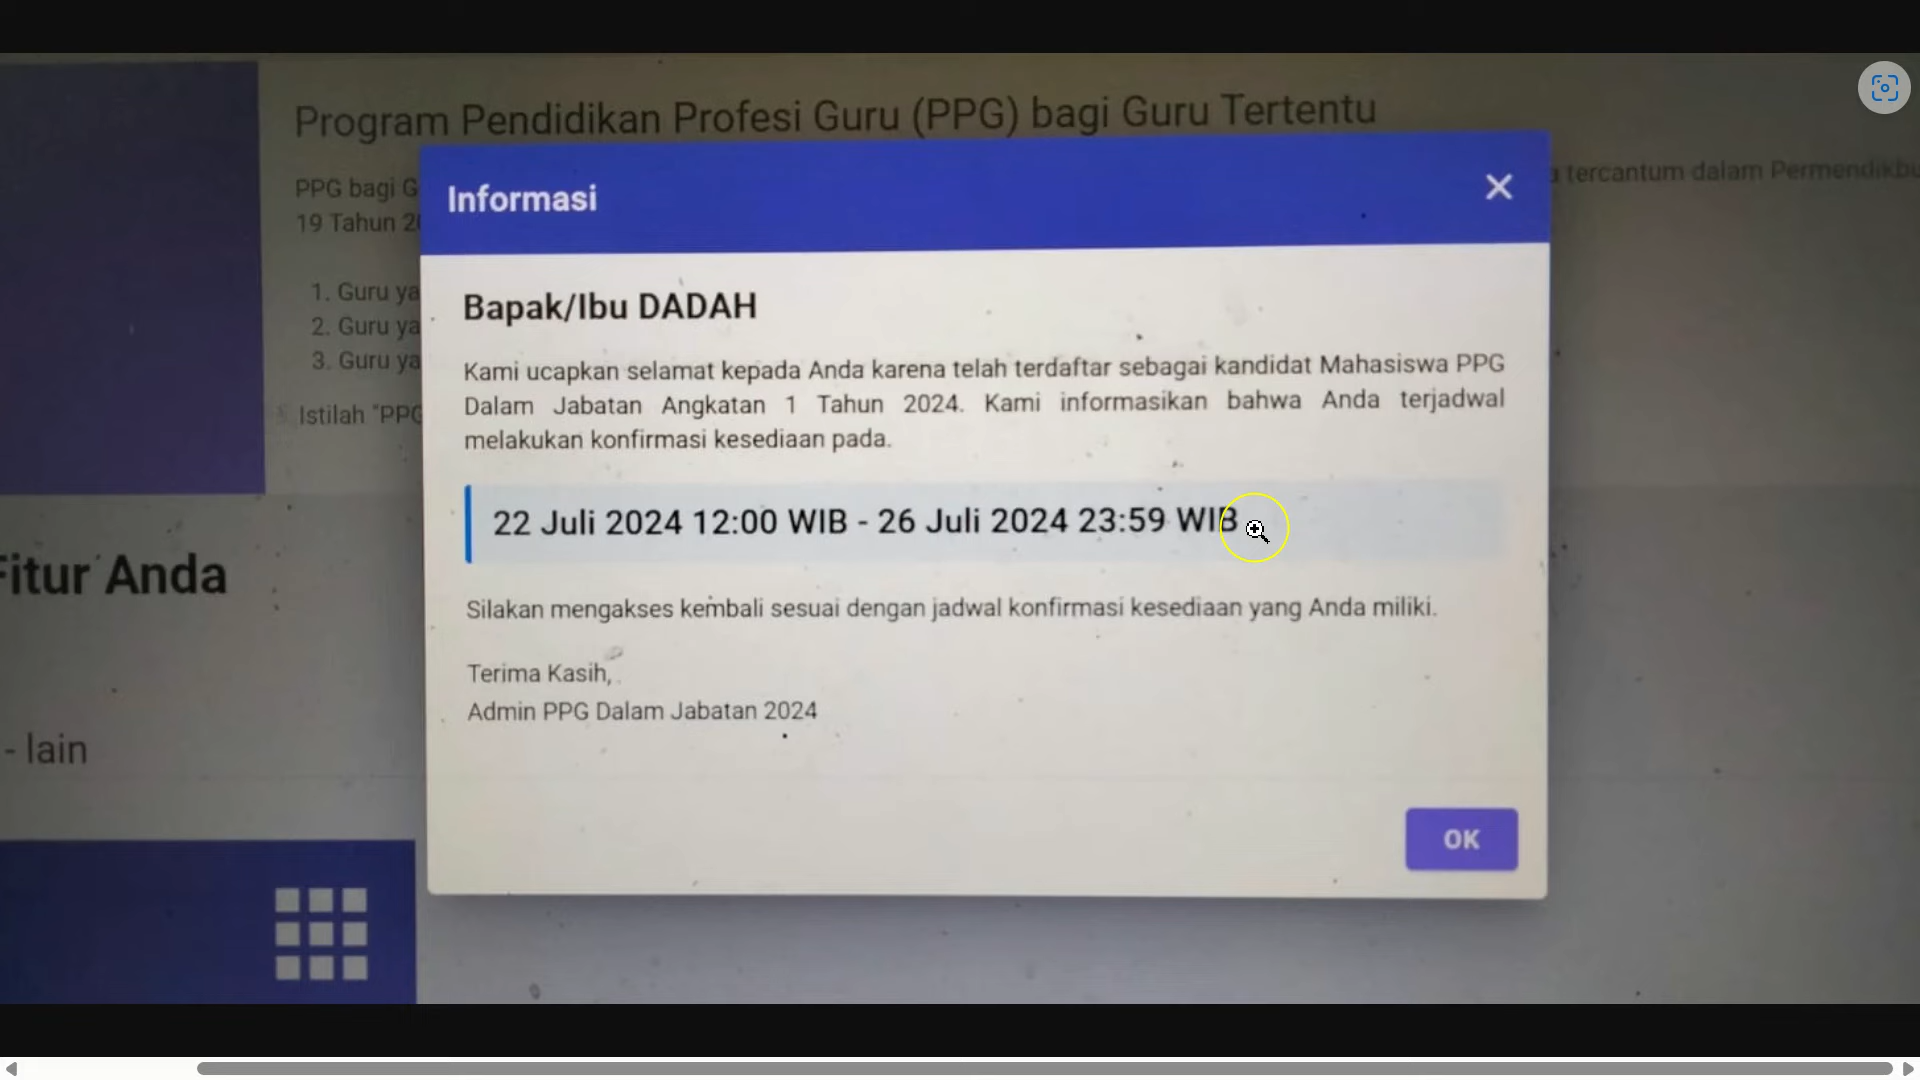 Program Pendidikan Profesi Guru (PPG) bagi Guru Tertentu
PPG bagi G
tercantum dalam Permendikbu
19 Tahun 2
1. Guru ya
2. Guru ya
3. Guru ya
Istilah "PPG
Informasi
Bapak/Ibu DADAH
Kami ucapkan selamat kepada Anda karena telah terdaftar sebagai kandidat Mahasiswa PPG
Dalam Jabatan Angkatan 1 Tahun 2024. Kami informasikan bahwa Anda terjadwal
melakukan konfirmasi kesediaan pada.
22 Juli 2024 12:00 WIB - 26 Juli 2024 23:59 WIB
Silakan mengakses kembali sesuai dengan jadwal konfirmasi kesediaan yang Anda miliki.
Terima Kasih,
Admin PPG Dalam Jabatan 2024
OK
Fitur Anda
- lain